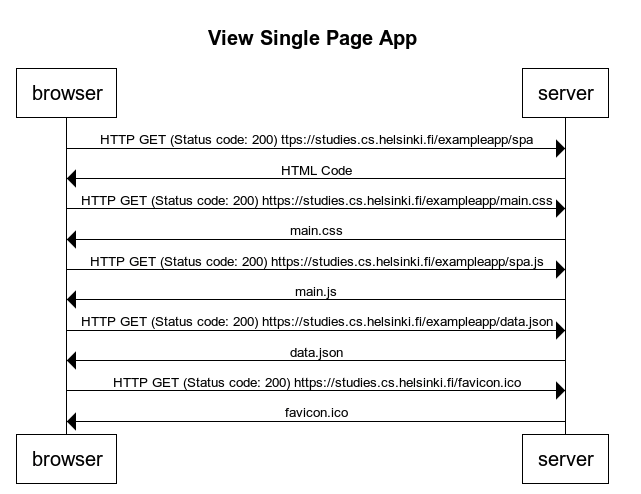 View Single Page App
browser
server
HTTP GET (Status code: 200) ttps://studies.cs.helsinki.fi/exampleapp/spa
HTML Code
HTTP GET (Status code: 200) https://studies.cs.helsinki.fi/exampleapp/main.css
main.css
HTTP GET (Status code: 200) https://studies.cs.helsinki.fi/exampleapp/spa.js
main.js
HTTP GET (Status code: 200) https://studies.cs.helsinki.fi/exampleapp/data.json
data.json
HTTP GET (Status code: 200) https://studies.cs.helsinki.fi/favicon.ico
favicon.ico
browser
server